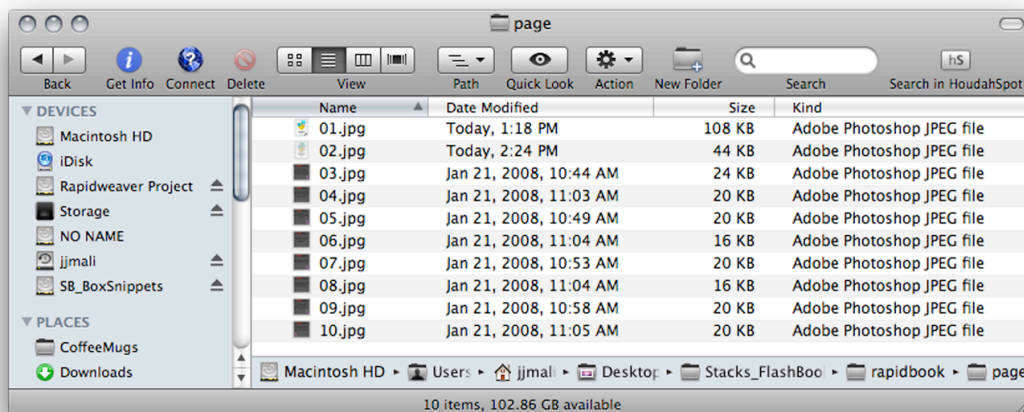 page
Back Get Info Connect Delete View Path Quick Look Action New Folder Search Search in HoudahSpot
hS
DEVICES
Macintosh HD
iDisk
Rapidweaver Project
Storage
NO NAME
jjmali
SB_BoxSnippets
PLACES
CoffeeMugs
Downloads
Name Date Modified Size Kind
01.jpg Today, 1:18 PM 108 KB Adobe Photoshop JPEG file
02.jpg Today, 2:24 PM 44 KB Adobe Photoshop JPEG file
03.jpg Jan 21, 2008, 10:44 AM 24 KB Adobe Photoshop JPEG file
04.jpg Jan 21, 2008, 11:03 AM 20 KB Adobe Photoshop JPEG file
05.jpg Jan 21, 2008, 10:49 AM 20 KB Adobe Photoshop JPEG file
06.jpg Jan 21, 2008, 11:04 AM 16 KB Adobe Photoshop JPEG file
07.jpg Jan 21, 2008, 10:53 AM 20 KB Adobe Photoshop JPEG file
08.jpg Jan 21, 2008, 11:04 AM 16 KB Adobe Photoshop JPEG file
09.jpg Jan 21, 2008, 10:58 AM 20 KB Adobe Photoshop JPEG file
10.jpg Jan 21, 2008, 11:05 AM 20 KB Adobe Photoshop JPEG file
Macintosh HD ▸ Users ▸ jjmali ▸ Desktop ▸ Stacks_FlashBoo ▸ rapidbook ▸ page
10 items, 102.86 GB available